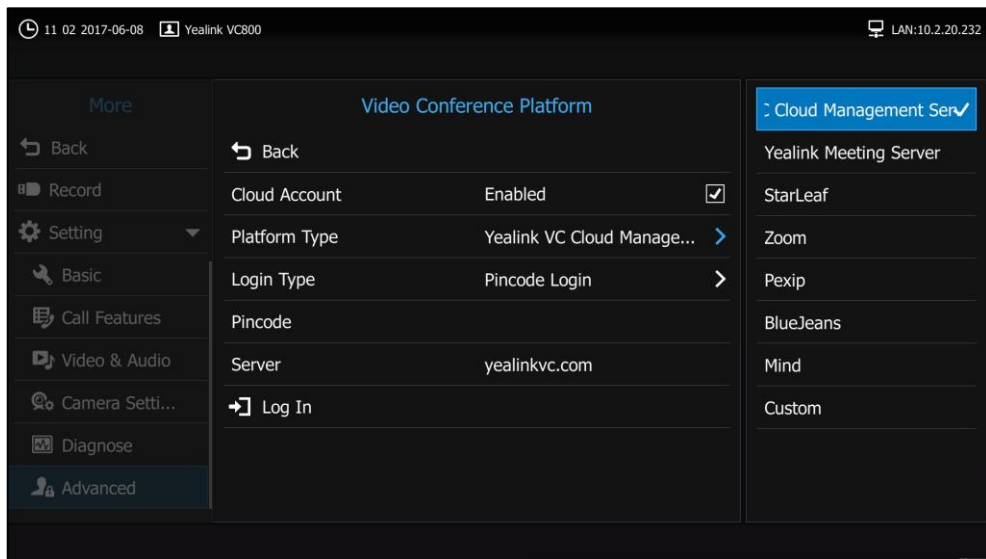 11 02 2017-06-08 Yealink VC800 LAN:10.2.20.232
More
Back
Record
Setting
Basic
Call Features
Video & Audio
Camera Setti...
Diagnose
Advanced
Video Conference Platform
Back
Cloud Account Enabled
Platform Type Yealink VC Cloud Manage...
Login Type Pincode Login
Pincode
Server yealinkvc.com
Log In
Cloud Management Ser
Yealink Meeting Server
StarLeaf
Zoom
Pexip
BlueJeans
Mind
Custom